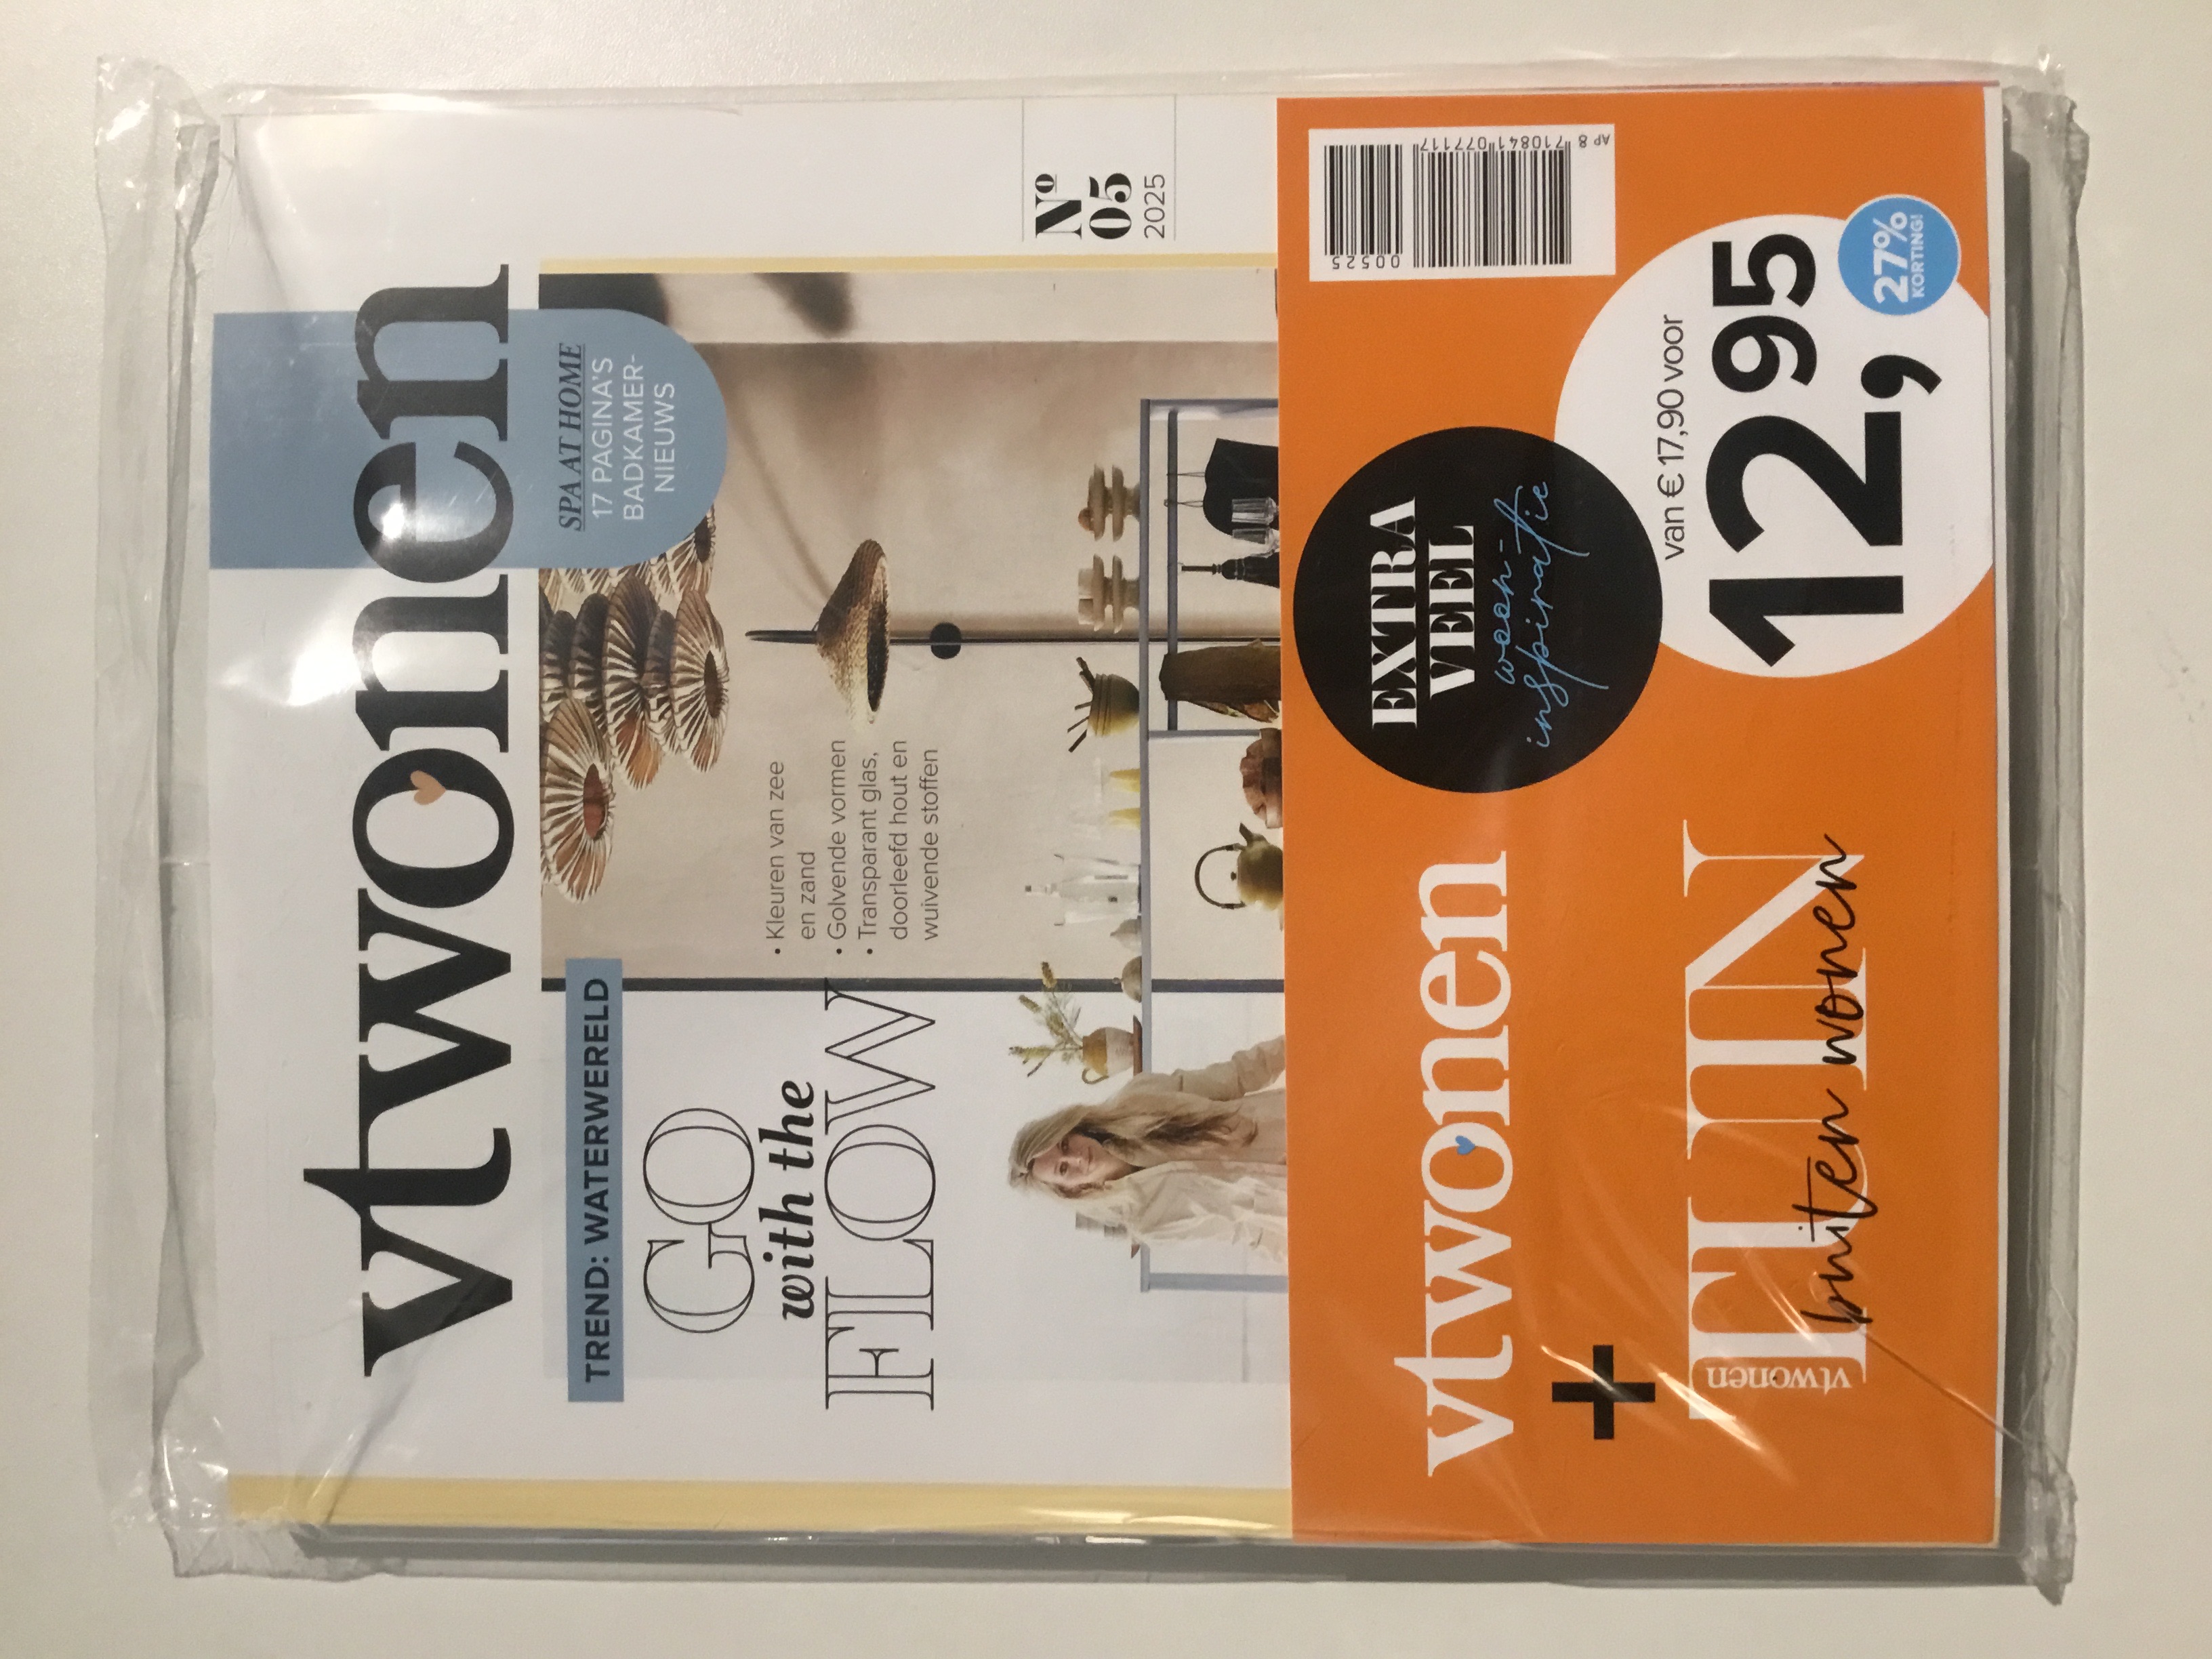 vtwonen
SPA AT HOME
17 PAGINA'S
BADKAMER-
NIEUWS
TREND: WATERWERELD
GO
with the
FLOW
• Kleuren van zee
en zand
• Golvende vormen
• Transparant glas,
doorleefd hout en
wuivende stoffen
Nº
05
2025
vtwonen
+
vtwonen
TUIN
buiten wonen
EXTRA
VEEL
woon-
inspiratie
van € 17,90 voor
12,95
27%
KORTING!
00525
AP 8 710841 077117